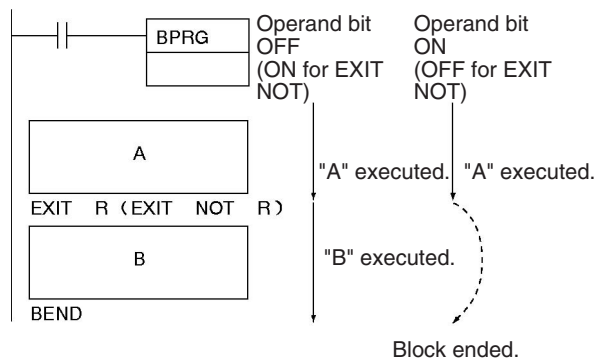 BPRG
Operand bit
OFF
(ON for EXIT
NOT)
Operand bit
ON
(OFF for EXIT
NOT)
A
"A" executed.
"A" executed.
EXIT R (EXIT NOT R)
B
"B" executed.
BEND
Block ended.